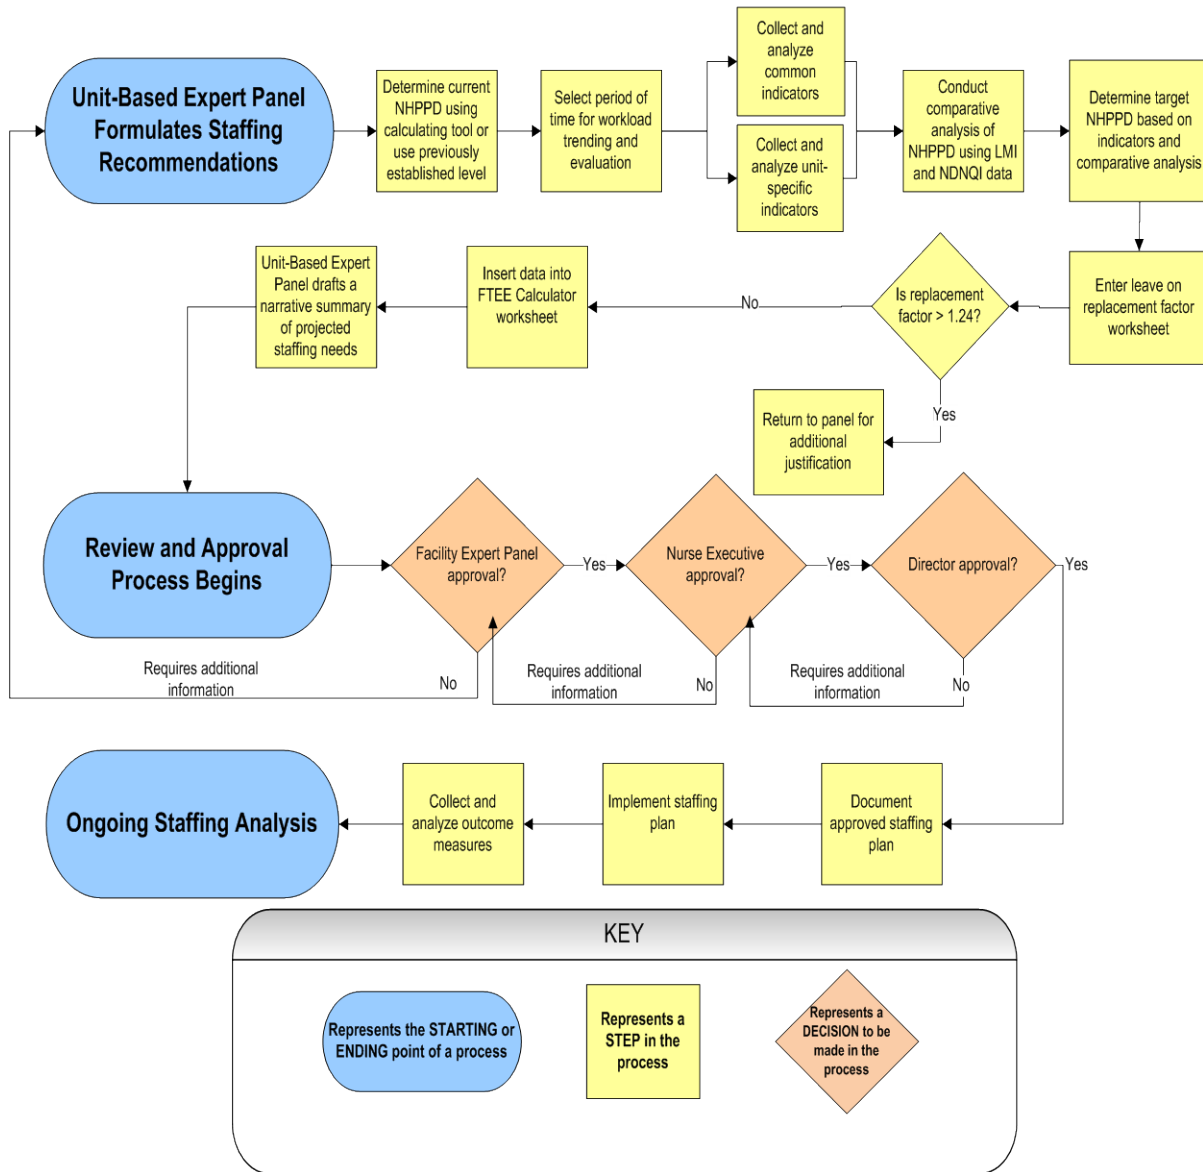 Unit-Based Expert Panel
Formulates Staffing
Recommendations
Determine current
NHPPD using
calculating tool or
use previously
established level
Select period of
time for workload
trending and
evaluation
Collect and
analyze
common
indicators
Collect and
analyze unit-
specific
indicators
Conduct
comparative
analysis of
NHPPD using LMI
and NDNQI data
Determine target
NHPPD based on
indicators and
comparative analysis
Enter leave on
replacement factor
worksheet
Is replacement
factor > 1.24?
No
Yes
Insert data into
FTEE Calculator
worksheet
Unit-Based Expert
Panel drafts a
narrative summary
of projected
staffing needs
Return to panel for
additional
justification
Review and Approval
Process Begins
Facility Expert Panel
approval?
Yes
Nurse Executive
approval?
Yes
Director approval?
Yes
Requires additional
information
No
Requires additional
information
No
Requires additional
information
No
Ongoing Staffing Analysis
Collect and
analyze outcome
measures
Implement staffing
plan
Document
approved staffing
plan
KEY
Represents the STARTING or
ENDING point of a process
Represents a
STEP in the
process
Represents a
DECISION to be
made in the
process